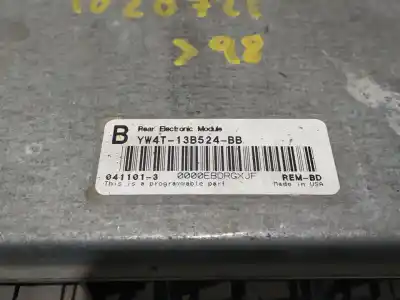 1028721
>98
B Rear Electronic Module
YW4T-13B524-BB
041101-3 0000EBDRGXJF REM-BD
This is a programmable part Made in USA